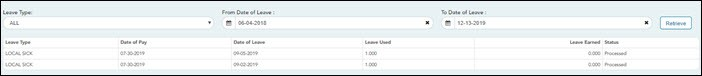 Leave Type: From Date of Leave : To Date of Leave :
ALL 06-04-2018 12-13-2019 Retrieve
Leave Type Date of Pay Date of Leave Leave Used Leave Earned Status
LOCAL SICK 07-30-2019 09-05-2019 1.000 0.000 Processed
LOCAL SICK 07-30-2019 09-02-2019 1.000 0.000 Processed